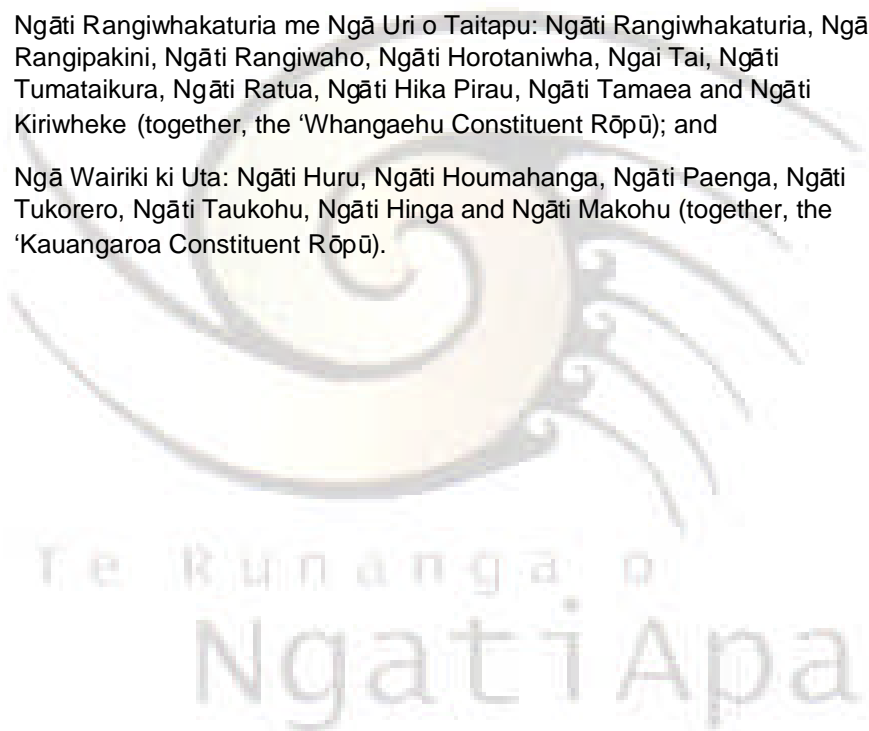 Ngāti Rangiwhakaturia me Ngā Uri o Taitapu: Ngāti Rangiwhakaturia, Ngā
Rangipakini, Ngāti Rangiwaho, Ngāti Horotaniwha, Ngai Tai, Ngāti
Tumataikura, Ngāti Ratua, Ngāti Hika Pirau, Ngāti Tamaea and Ngāti
Kiriwheke (together, the ‘Whangaehu Constituent Rōpū); and
Ngā Wairiki ki Uta: Ngāti Huru, Ngāti Houmahanga, Ngāti Paenga, Ngāti
Tukorero, Ngāti Taukohu, Ngāti Hinga and Ngāti Makohu (together, the
‘Kauangaroa Constituent Rōpū).
Te Runanga o
Ngati Apa